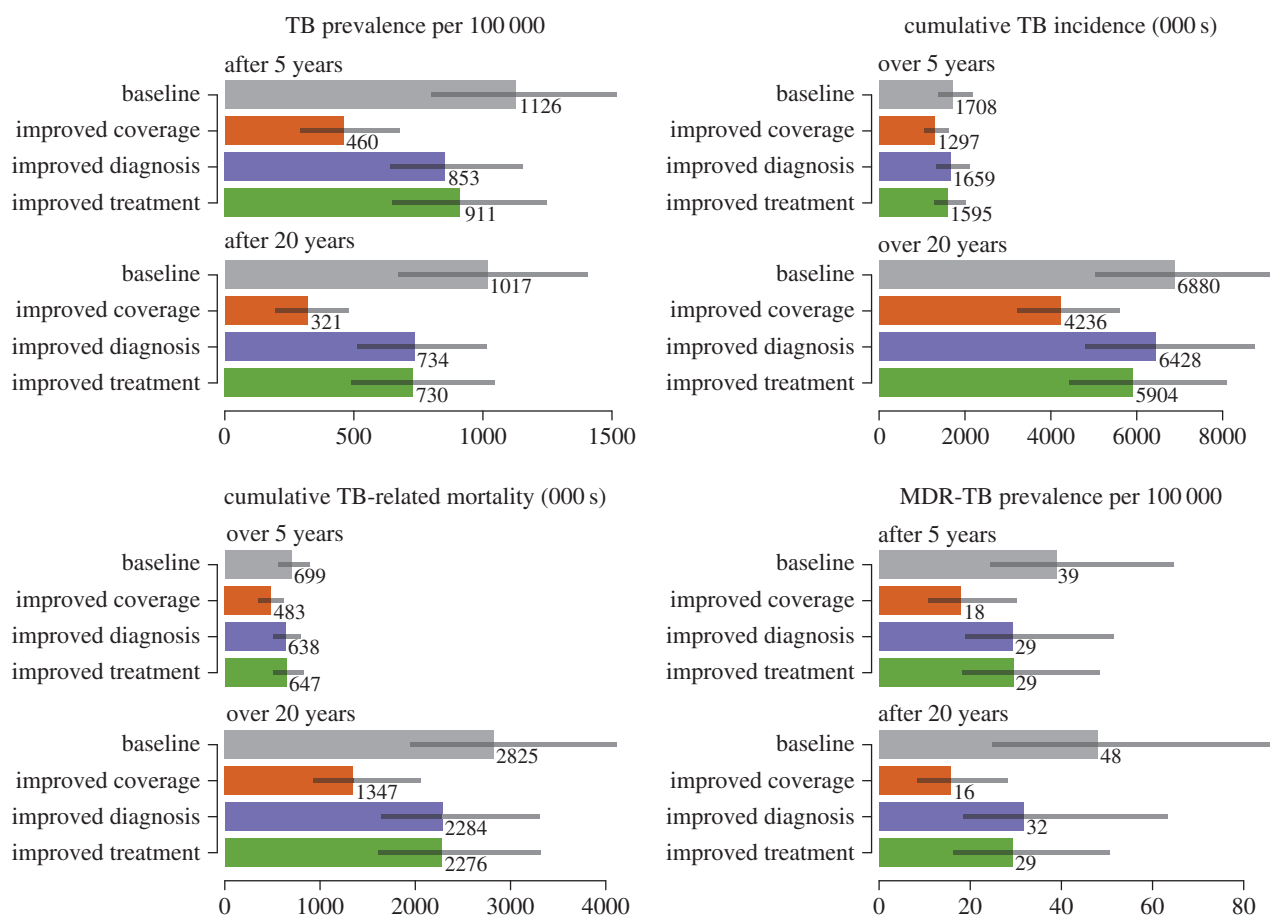 TB prevalence per 100 000
after 5 years
baseline 1126
improved coverage 460
improved diagnosis 853
improved treatment 911
after 20 years
baseline 1017
improved coverage 321
improved diagnosis 734
improved treatment 730
0 500 1000 1500
cumulative TB incidence (000 s)
over 5 years
baseline 1708
improved coverage 1297
improved diagnosis 1659
improved treatment 1595
over 20 years
baseline 6880
improved coverage 4236
improved diagnosis 6428
improved treatment 5904
0 2000 4000 6000 8000
cumulative TB-related mortality (000 s)
over 5 years
baseline 699
improved coverage 483
improved diagnosis 638
improved treatment 647
over 20 years
baseline 2825
improved coverage 1347
improved diagnosis 2284
improved treatment 2276
0 1000 2000 3000 4000
MDR-TB prevalence per 100 000
after 5 years
baseline 39
improved coverage 18
improved diagnosis 29
improved treatment 29
after 20 years
baseline 48
improved coverage 16
improved diagnosis 32
improved treatment 29
0 20 40 60 80